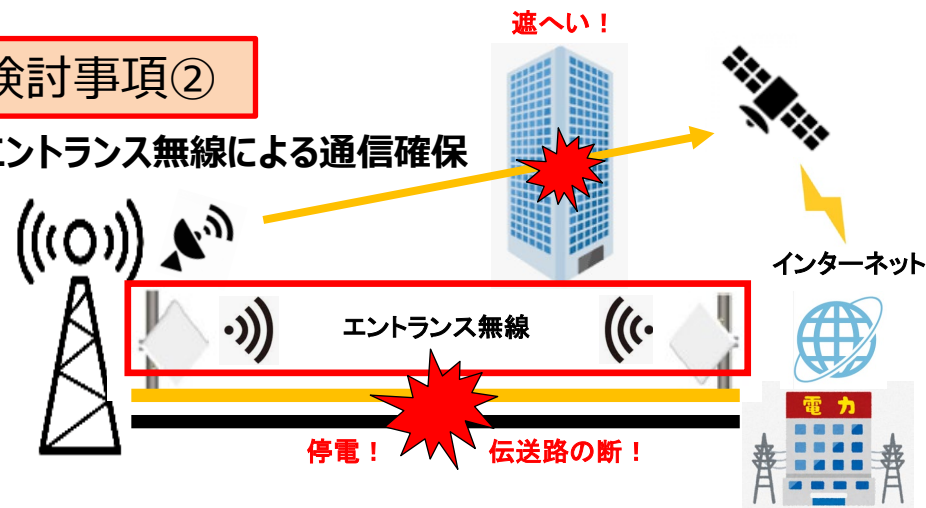 遮へい！
検討事項②
エントランス無線による通信確保
インターネット
エントランス無線
電力
停電！
伝送路の断！